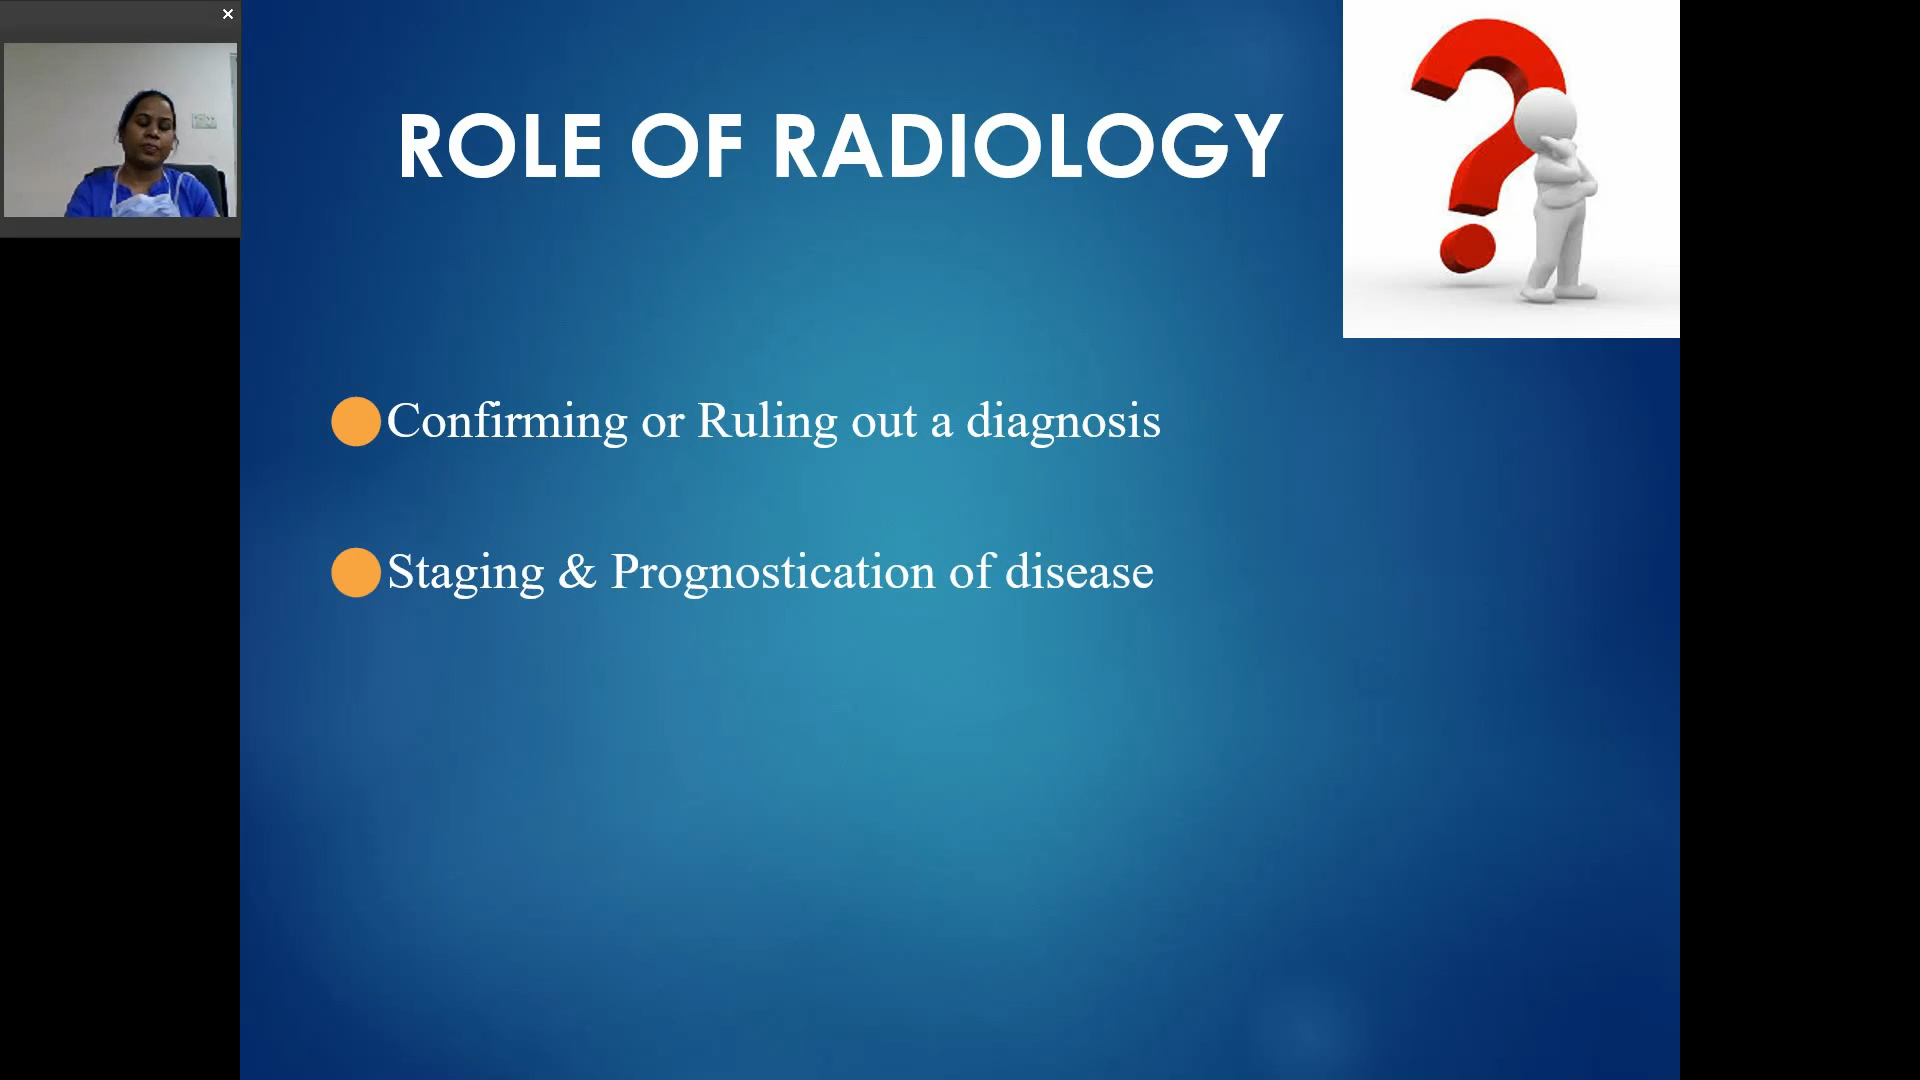 ROLE OF RADIOLOGY
Confirming or Ruling out a diagnosis
Staging & Prognostication of disease